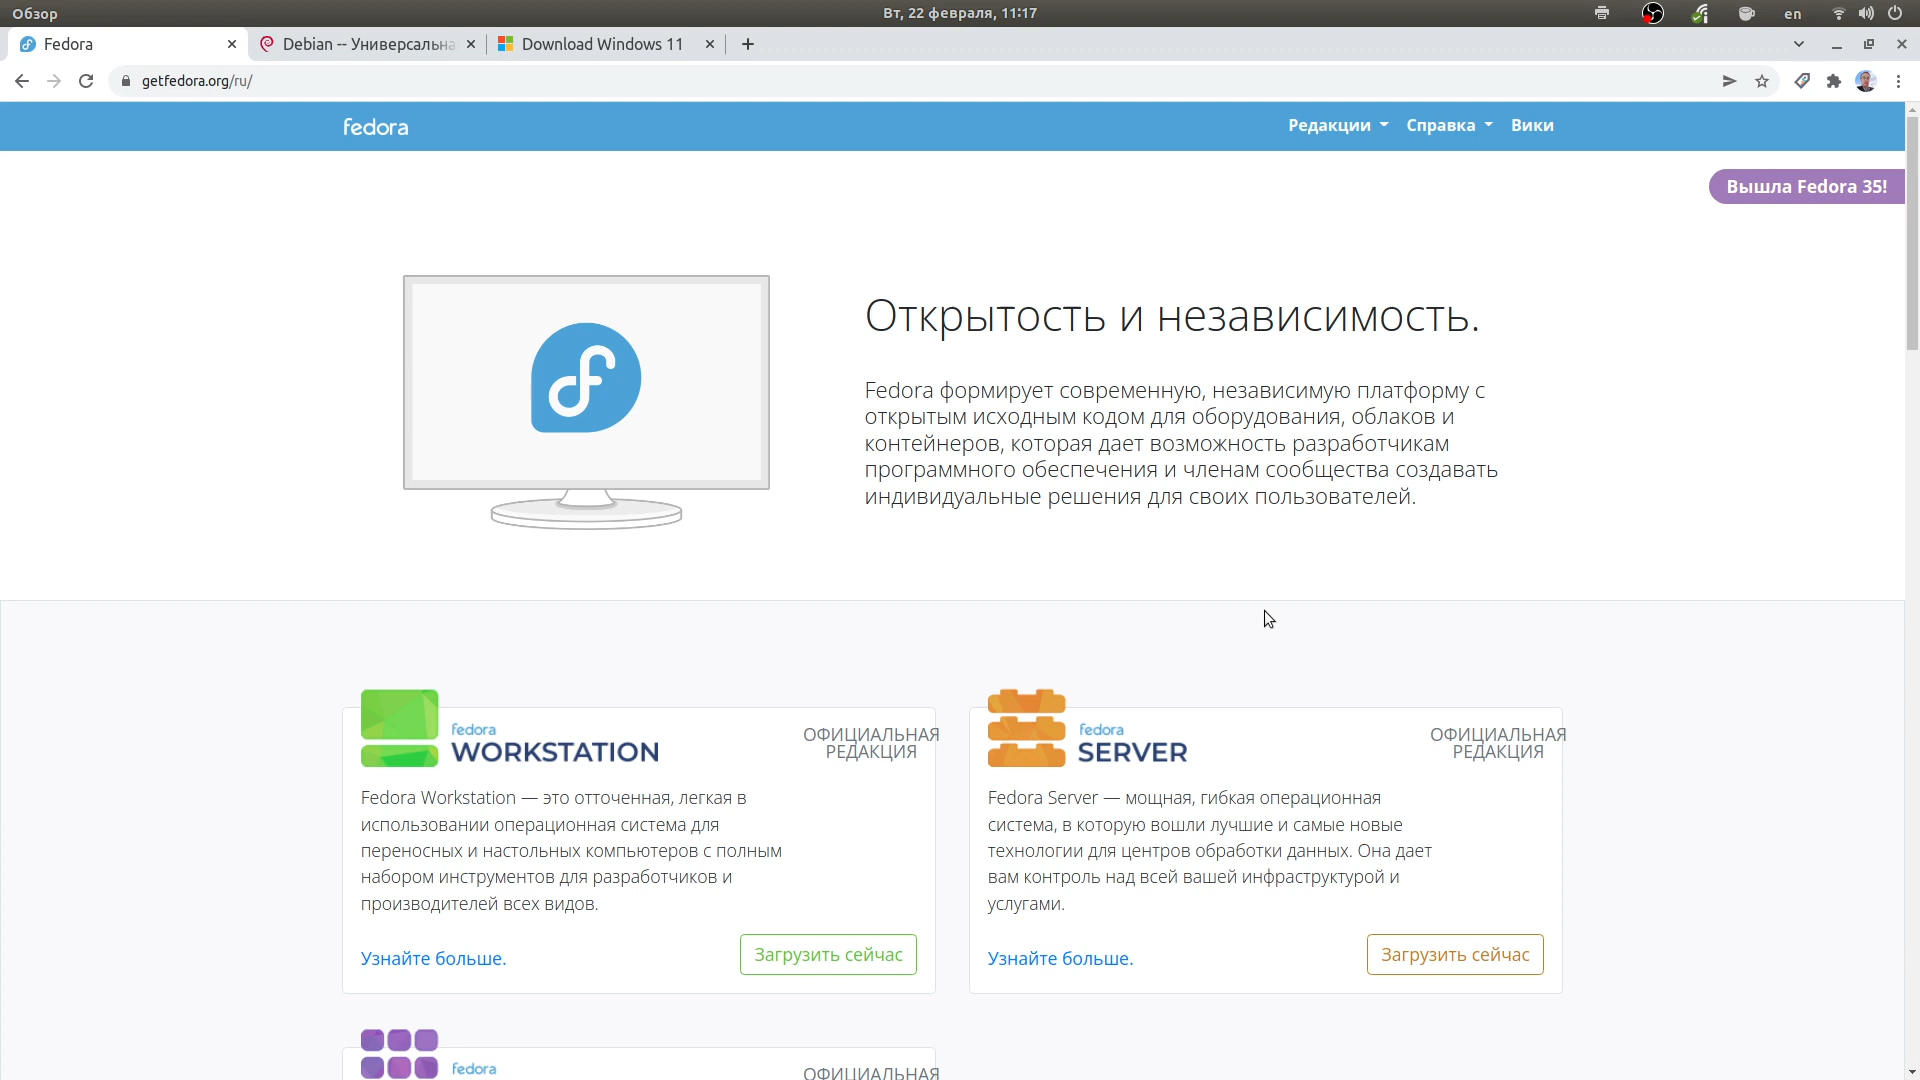 Обзор
Вт, 22 февраля, 11:17
en
Fedora
Debian -- Универсальна
Download Windows 11
getfedora.org/ru/
fedora
Редакции
Справка
Вики
Вышла Fedora 35!
Открытость и независимость.
Fedora формирует современную, независимую платформу с
открытым исходным кодом для оборудования, облаков и
контейнеров, которая дает возможность разработчикам
программного обеспечения и членам сообщества создавать
индивидуальные решения для своих пользователей.
fedora
WORKSTATION
ОФИЦИАЛЬНАЯ
РЕДАКЦИЯ
Fedora Workstation — это отточенная, легкая в
использовании операционная система для
переносных и настольных компьютеров с полным
набором инструментов для разработчиков и
производителей всех видов.
Узнайте больше.
Загрузить сейчас
fedora
SERVER
ОФИЦИАЛЬНАЯ
РЕДАКЦИЯ
Fedora Server — мощная, гибкая операционная
система, в которую вошли лучшие и самые новые
технологии для центров обработки данных. Она дает
вам контроль над всей вашей инфраструктурой и
услугами.
Узнайте больше.
Загрузить сейчас
fedora
ОФИЦИАЛЬНАЯ